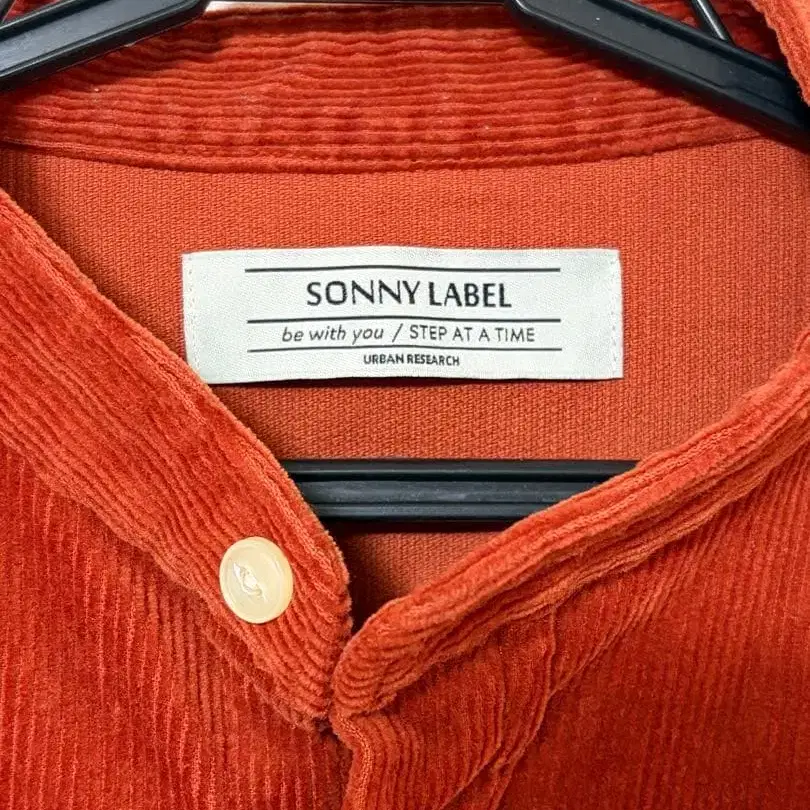 SONNY LABEL
be with you / STEP AT A TIME
URBAN RESEARCH